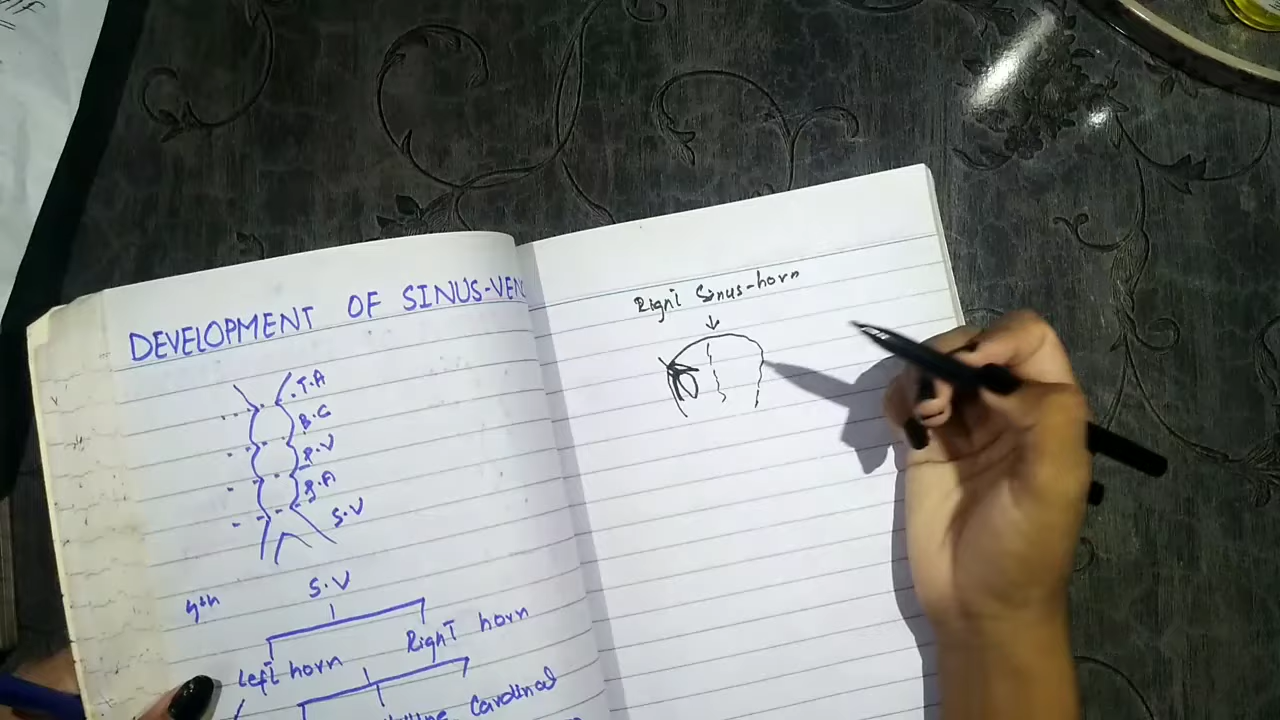 DEVELOPMENT OF SINUS-VEN
T.A
B.C
P.V
P.A
S.V
4th
S.V
Left horn
Right horn
Cardinal
Right Sinus-horn